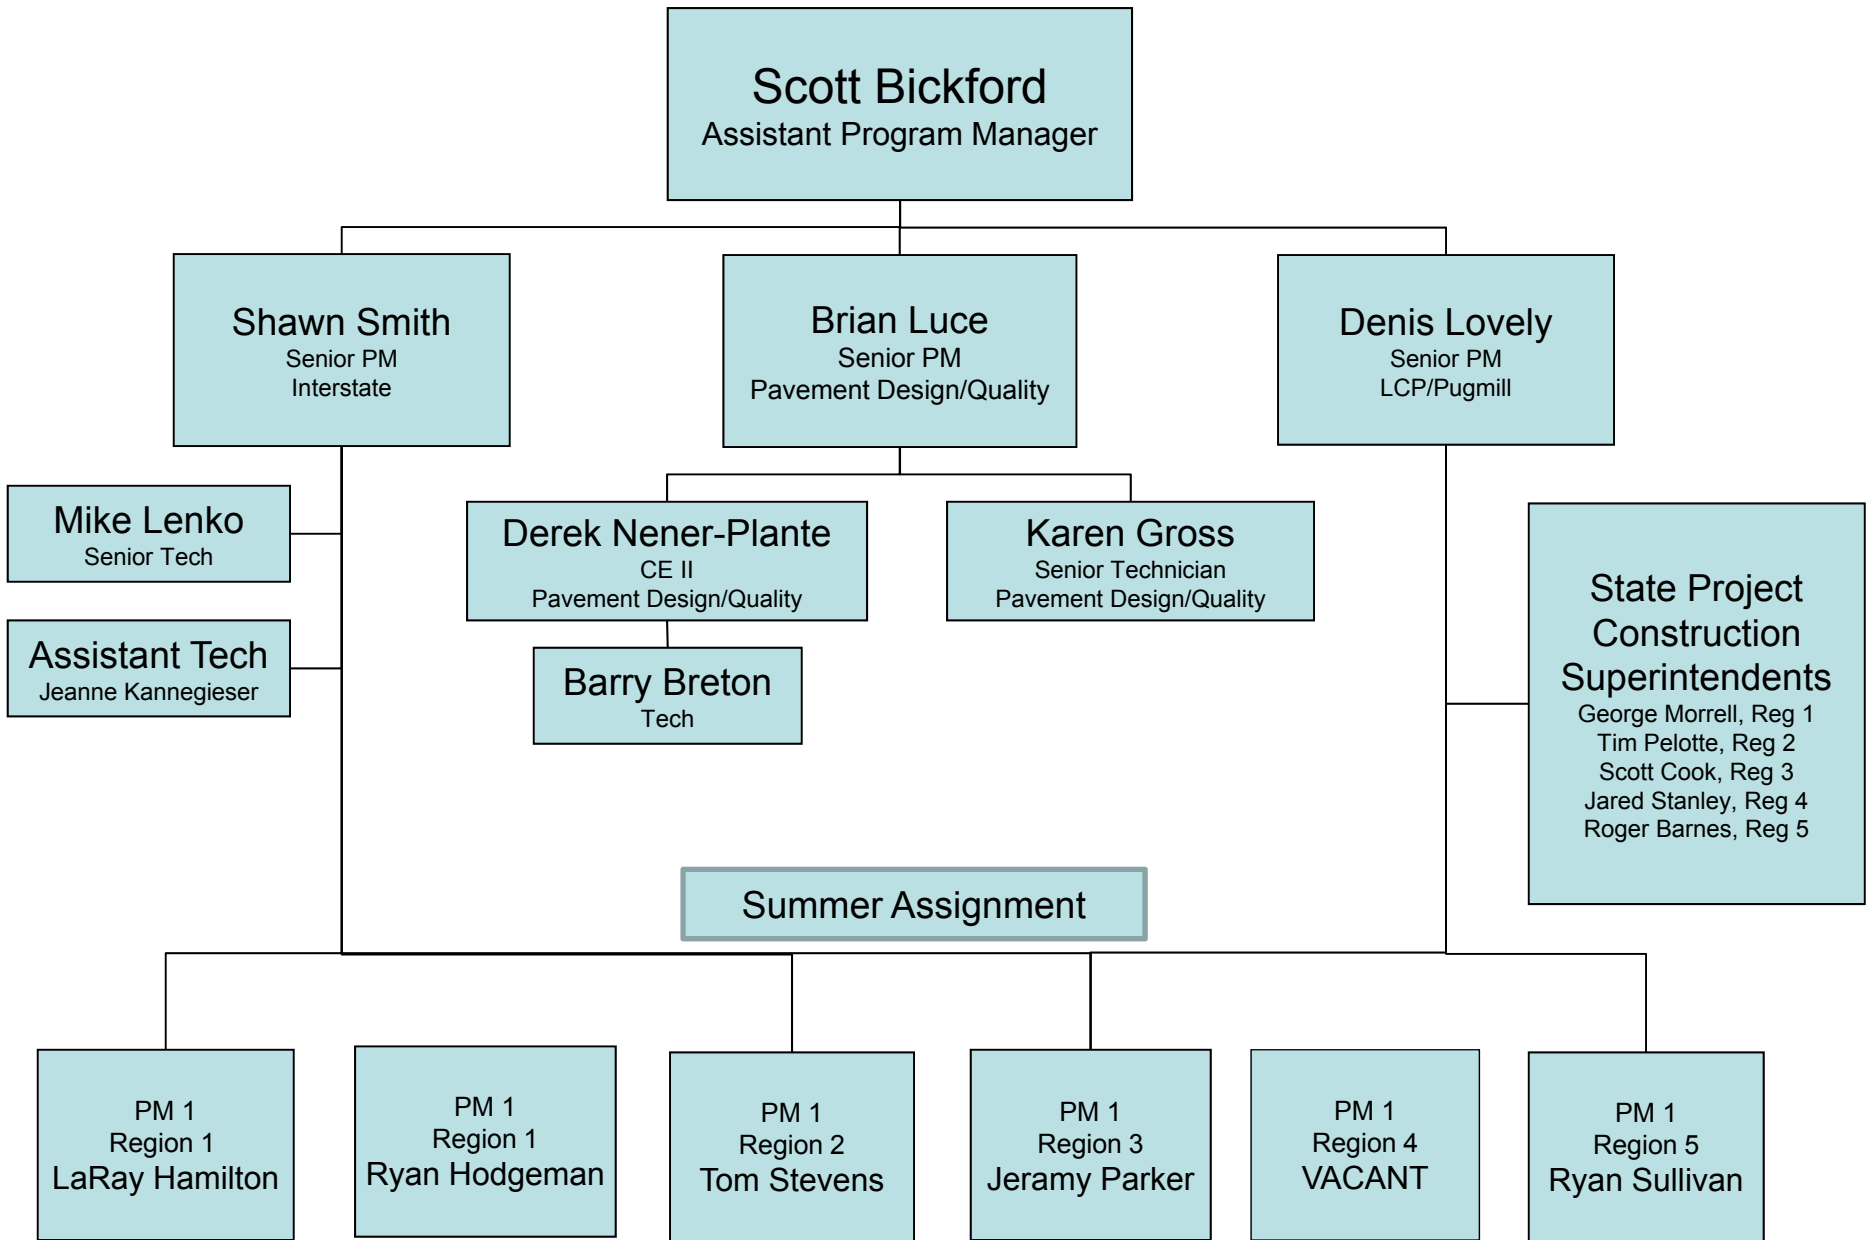 Scott Bickford
Assistant Program Manager
Shawn Smith
Senior PM
Interstate
Brian Luce
Senior PM
Pavement Design/Quality
Denis Lovely
Senior PM
LCP/Pugmill
Mike Lenko
Senior Tech
Assistant Tech
Jeanne Kannegieser
Derek Nener-Plante
CE II
Pavement Design/Quality
Karen Gross
Senior Technician
Pavement Design/Quality
Barry Breton
Tech
State Project
Construction
Superintendents
George Morrell, Reg 1
Tim Pelotte, Reg 2
Scott Cook, Reg 3
Jared Stanley, Reg 4
Roger Barnes, Reg 5
Summer Assignment
PM 1
Region 1
LaRay Hamilton
PM 1
Region 1
Ryan Hodgeman
PM 1
Region 2
Tom Stevens
PM 1
Region 3
Jeramy Parker
PM 1
Region 4
VACANT
PM 1
Region 5
Ryan Sullivan